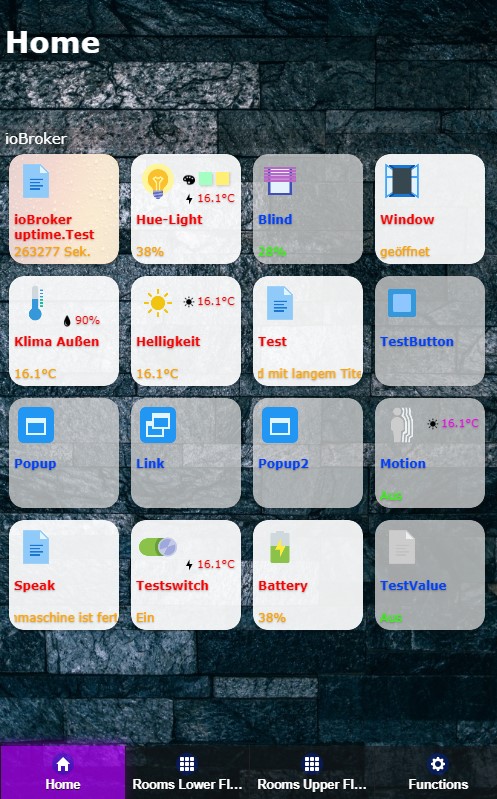 Home
ioBroker
ioBroker
uptime.Test
263277 Sek.
16.1°C
Hue-Light
38%
Blind
28%
Window
geöffnet
90%
Klima Außen
16.1°C
16.1°C
Helligkeit
16.1°C
Test
d mit langem Tite
TestButton
Popup
Link
Popup2
16.1°C
Motion
Aus
Speak
nmaschine ist fert
16.1°C
Testswitch
Ein
Battery
38%
TestValue
Aus
Home
Rooms Lower Fl...
Rooms Upper Fl...
Functions